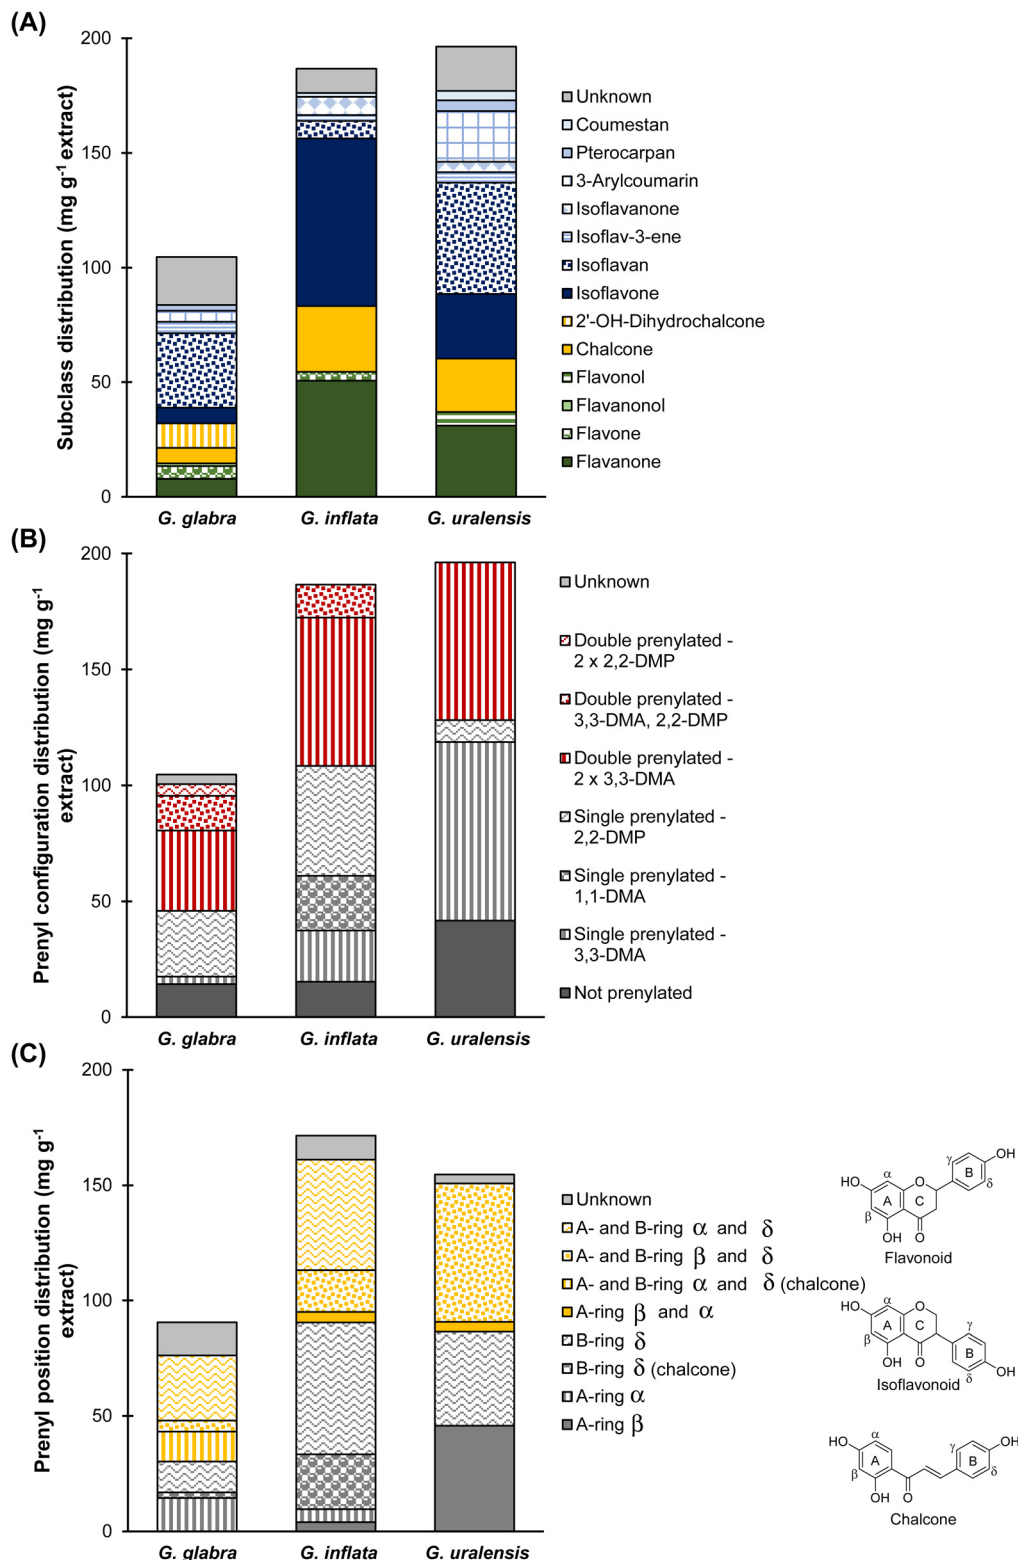 (A)
Subclass distribution (mg g-1 extract)
200
150
100
50
0
G. glabra
G. inflata
G. uralensis
Unknown
Coumestan
Pterocarpan
3-Arylcoumarin
Isoflavanone
Isoflav-3-ene
Isoflavan
Isoflavone
2'-OH-Dihydrochalcone
Chalcone
Flavonol
Flavanonol
Flavone
Flavanone
(B)
Prenyl configuration distribution (mg g-1
extract)
200
150
100
50
0
G. glabra
G. inflata
G. uralensis
Unknown
Double prenylated -
2 x 2,2-DMP
Double prenylated -
3,3-DMA, 2,2-DMP
Double prenylated -
2 x 3,3-DMA
Single prenylated -
2,2-DMP
Single prenylated -
1,1-DMA
Single prenylated -
3,3-DMA
Not prenylated
(C)
Prenyl position distribution (mg g-1
extract)
200
150
100
50
0
G. glabra
G. inflata
G. uralensis
Unknown
A- and B-ring α and δ
A- and B-ring β and δ
A- and B-ring α and δ (chalcone)
A-ring β and α
B-ring δ
B-ring δ (chalcone)
A-ring α
A-ring β
HO
α
O
γ
B
OH
δ
A
C
β
OH
O
Flavonoid
HO
α
O
A
C
γ
β
B
OH
O
OH
δ
Isoflavonoid
HO
α
γ
OH
A
B
β
δ
OH
O
Chalcone